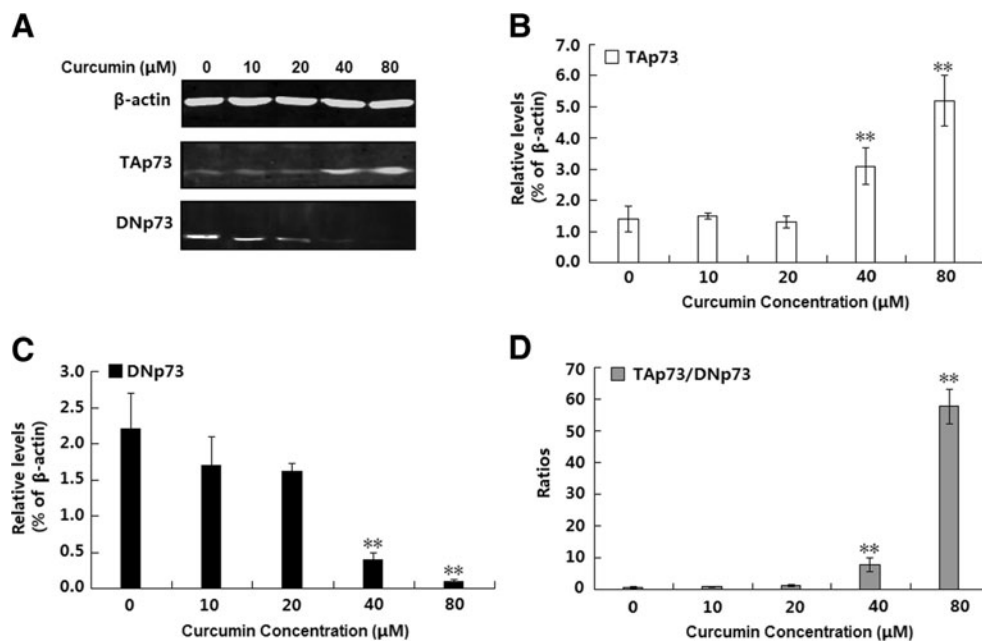 A
Curcumin (μM) 0 10 20 40 80
β-actin
TAp73
DNp73
B
TAp73
Relative levels
(% of β-actin)
7.0
6.0
5.0
4.0
3.0
2.0
1.0
0.0
**
**
0 10 20 40 80
Curcumin Concentration (μM)
C
DNp73
Relative levels
(% of β-actin)
3.0
2.5
2.0
1.5
1.0
0.5
0.0
**
**
0 10 20 40 80
Curcumin Concentration (μM)
D
TAp73/DNp73
Ratios
70
60
50
40
30
20
10
0
**
**
0 10 20 40 80
Curcumin Concentration (μM)